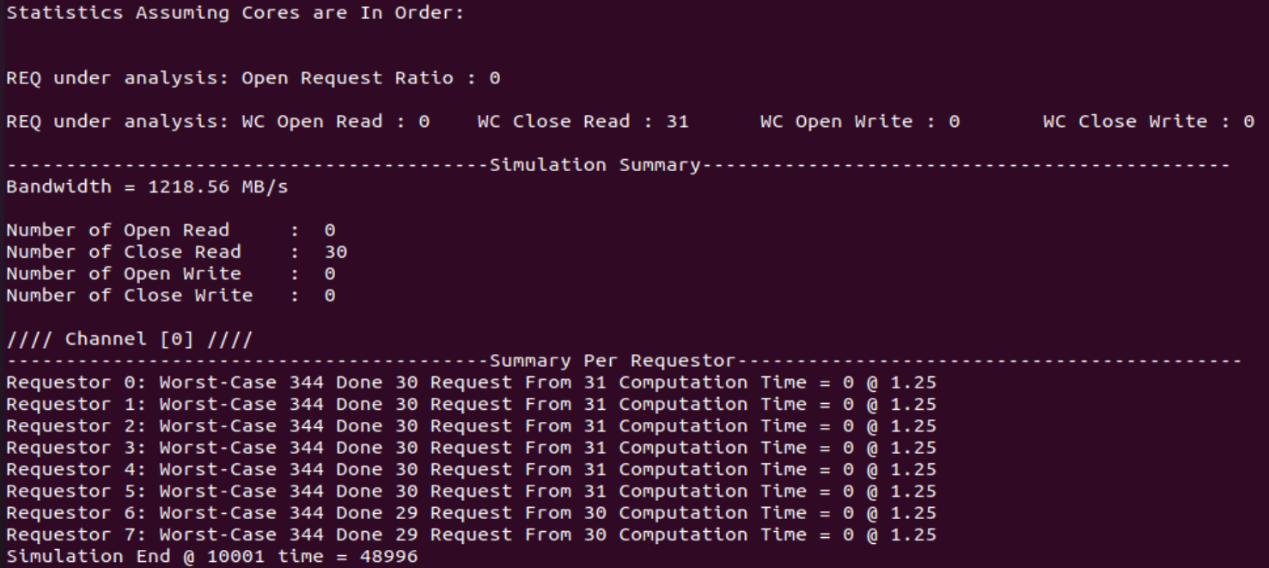 Statistics Assuming Cores are In Order:
REQ under analysis: Open Request Ratio : 0
REQ under analysis: WC Open Read : 0    WC Close Read : 31      WC Open Write : 0       WC Close Write : 0
-----------------------------------------Simulation Summary---------------------------------------------
Bandwidth = 1218.56 MB/s
Number of Open Read     :  0
Number of Close Read    :  30
Number of Open Write    :  0
Number of Close Write   :  0
//// Channel [0] ////
-----------------------------------------Summary Per Requestor-------------------------------------------
Requestor 0: Worst-Case 344 Done 30 Request From 31 Computation Time = 0 @ 1.25
Requestor 1: Worst-Case 344 Done 30 Request From 31 Computation Time = 0 @ 1.25
Requestor 2: Worst-Case 344 Done 30 Request From 31 Computation Time = 0 @ 1.25
Requestor 3: Worst-Case 344 Done 30 Request From 31 Computation Time = 0 @ 1.25
Requestor 4: Worst-Case 344 Done 30 Request From 31 Computation Time = 0 @ 1.25
Requestor 5: Worst-Case 344 Done 30 Request From 31 Computation Time = 0 @ 1.25
Requestor 6: Worst-Case 344 Done 29 Request From 30 Computation Time = 0 @ 1.25
Requestor 7: Worst-Case 344 Done 29 Request From 30 Computation Time = 0 @ 1.25
Simulation End @ 10001 time = 48996